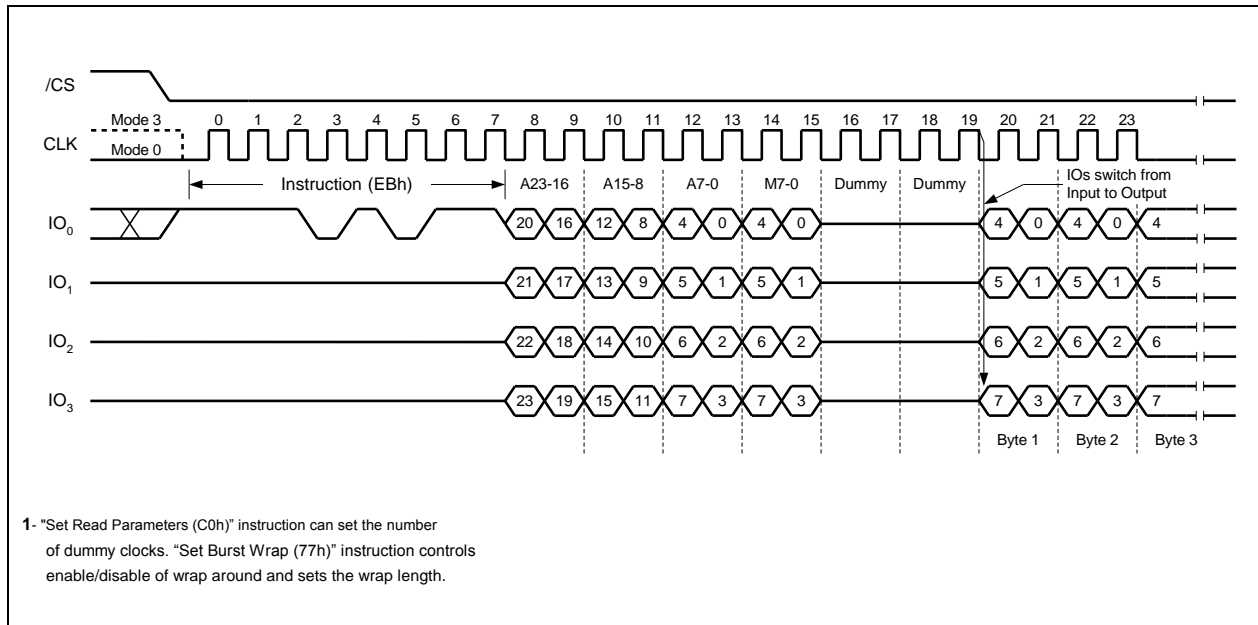 /CS
Mode 3 0 1 2 3 4 5 6 7 8 9 10 11 12 13 14 15 16 17 18 19 20 21 22 23
CLK
Mode 0
Instruction (EBh) A23-16 A15-8 A7-0 M7-0 Dummy Dummy IOs switch from
Input to Output
IO0 20 16 12 8 4 0 4 0 4 0 4 0 4
IO1 21 17 13 9 5 1 5 1 5 1 5 1 5
IO2 22 18 14 10 6 2 6 2 6 2 6 2 6
IO3 23 19 15 11 7 3 7 3 7 3 7 3 7
Byte 1 Byte 2 Byte 3
1- "Set Read Parameters (C0h)” instruction can set the number
of dummy clocks. “Set Burst Wrap (77h)” instruction controls
enable/disable of wrap around and sets the wrap length.